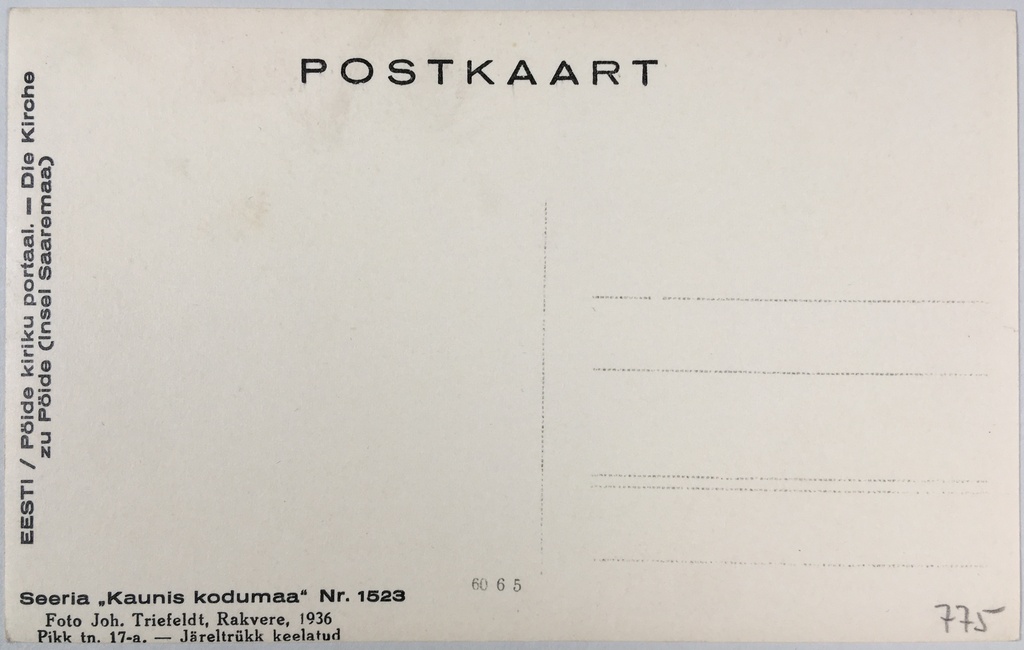 POSTKAART
EESTI / Pöide kiriku portaal. — Die Kirche
zu Pöide (Insel Saaremaa)
60 6 5
Seeria „Kaunis kodumaa" Nr. 1523
Foto Joh. Triefeldt, Rakvere, 1936
Pikk tn. 17-a. — Järeltrükk keelatud
775